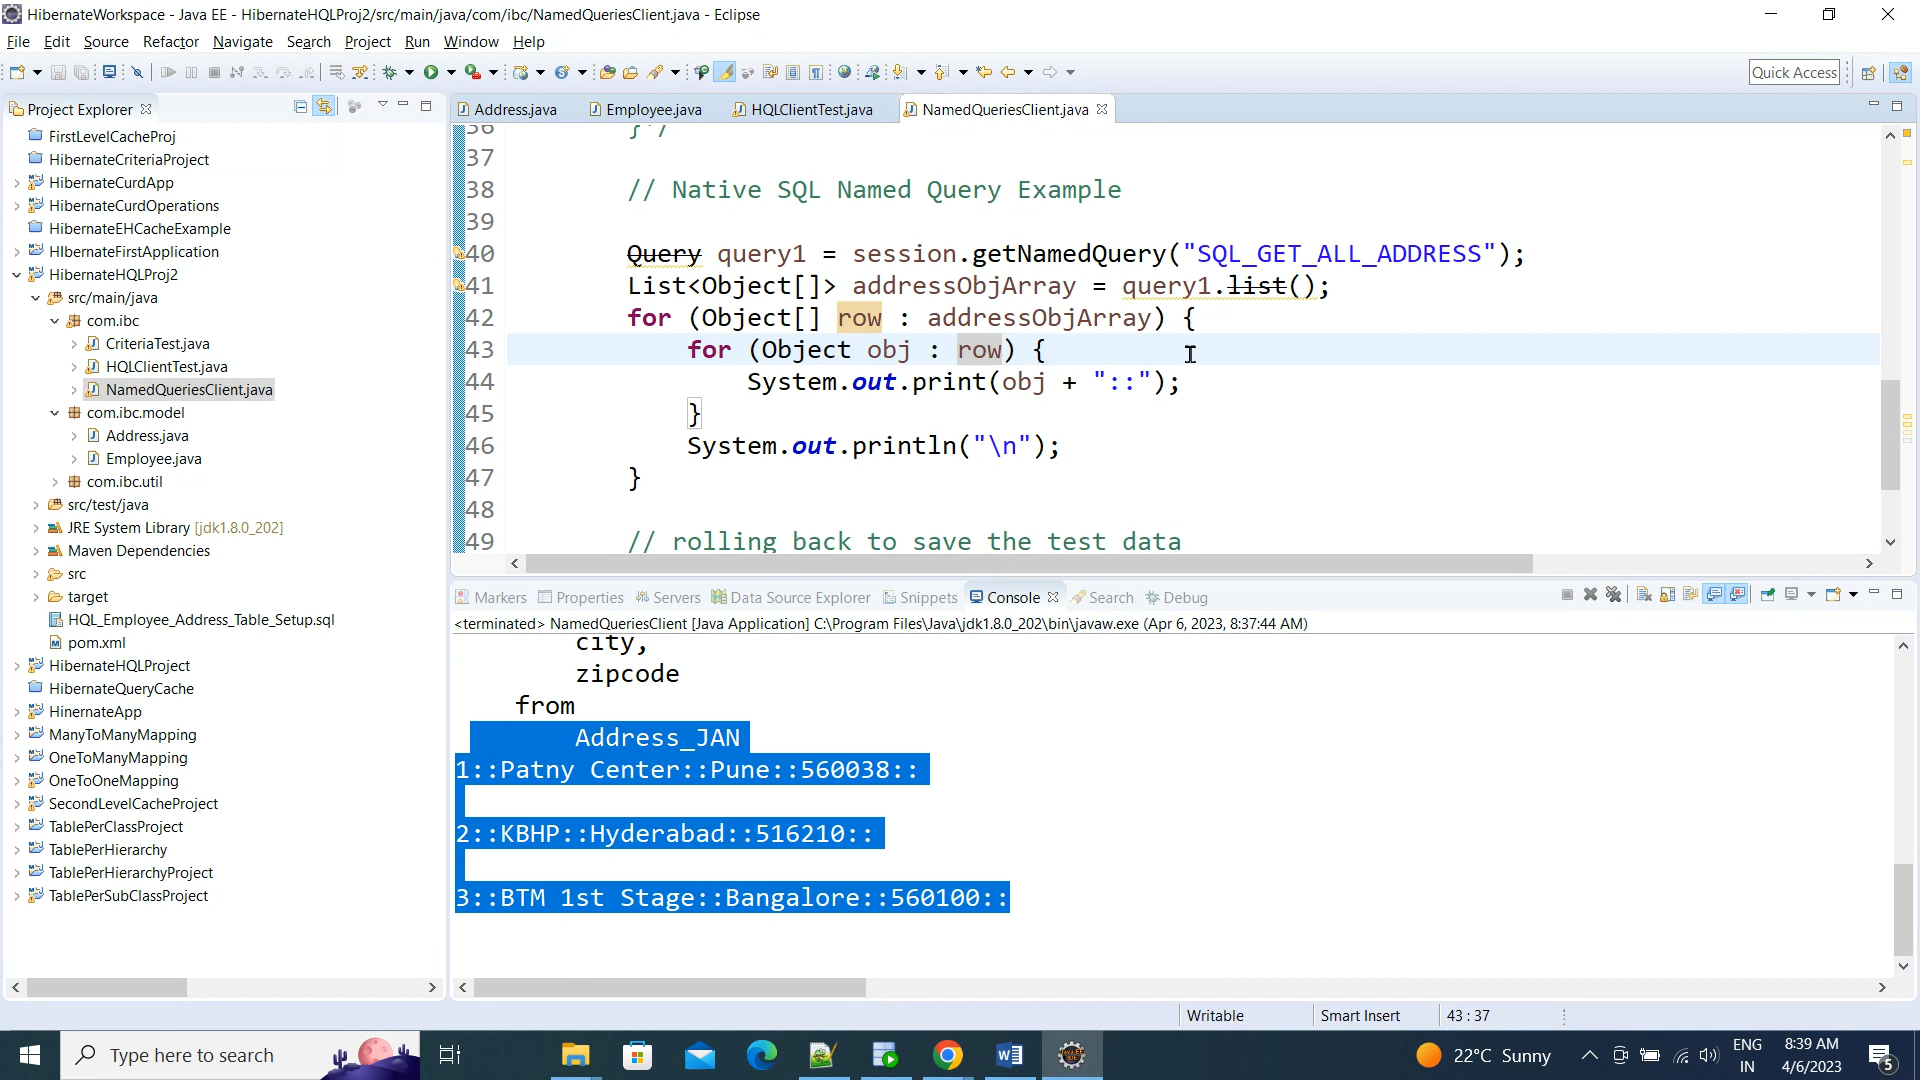 HibernateWorkspace - Java EE - HibernateHQLProj2/src/main/java/com/ibc/NamedQueriesClient.java - Eclipse
File Edit Source Refactor Navigate Search Project Run Window Help
Quick Access
Project Explorer
Address.java Employee.java HQLClientTest.java NamedQueriesClient.java
FirstLevelCacheProj
HibernateCriteriaProject
HibernateCurdApp
HibernateCurdOperations
HibernateEHCacheExample
HIbernateFirstApplication
HibernateHQLProj2
src/main/java
com.ibc
CriteriaTest.java
HQLClientTest.java
NamedQueriesClient.java
com.ibc.model
Address.java
Employee.java
com.ibc.util
src/test/java
JRE System Library [jdk1.8.0_202]
Maven Dependencies
src
target
HQL_Employee_Address_Table_Setup.sql
pom.xml
HibernateHQLProject
HibernateQueryCache
HinernateApp
ManyToManyMapping
OneToManyMapping
OneToOneMapping
SecondLevelCacheProject
TablePerClassProject
TablePerHierarchy
TablePerHierarchyProject
TablePerSubClassProject
36 }*/
37
38 // Native SQL Named Query Example
39
40 Query query1 = session.getNamedQuery("SQL_GET_ALL_ADDRESS");
41 List<Object[]> addressObjArray = query1.list();
42 for (Object[] row : addressObjArray) {
43 for (Object obj : row) {
44 System.out.print(obj + "::");
45 }
46 System.out.println("\n");
47 }
48
49 // rolling back to save the test data
Markers Properties Servers Data Source Explorer Snippets Console Search Debug
<terminated> NamedQueriesClient [Java Application] C:\Program Files\Java\jdk1.8.0_202\bin\javaw.exe (Apr 6, 2023, 8:37:44 AM)
city,
zipcode
from
Address_JAN
1::Patny Center::Pune::560038::
2::KBHP::Hyderabad::516210::
3::BTM 1st Stage::Bangalore::560100::
Writable Smart Insert 43 : 37
Type here to search
22°C Sunny
ENG
IN
8:39 AM
4/6/2023
5